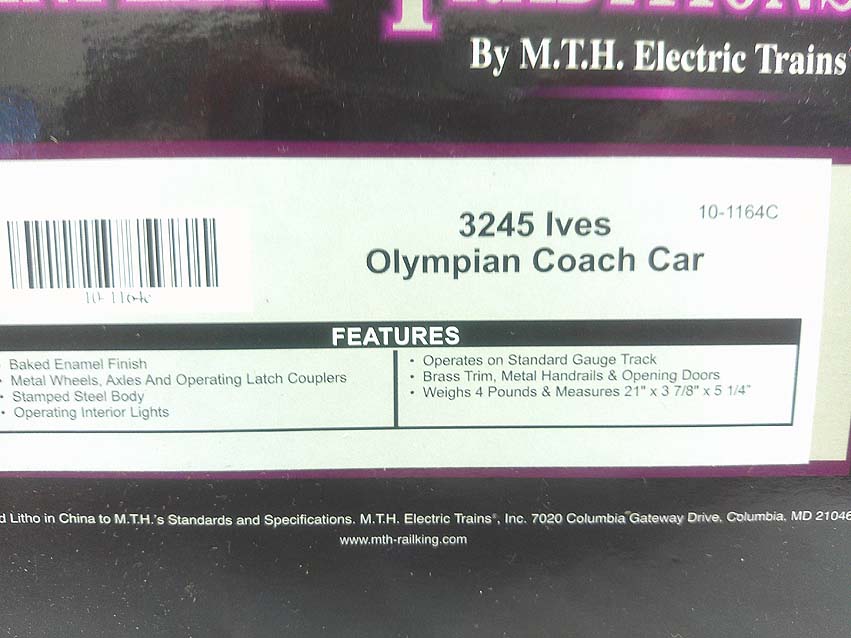 By M.T.H. Electric Trains
10-1164C
3245 Ives
Olympian Coach Car
10-1164c
FEATURES
Baked Enamel Finish
• Metal Wheels, Axles And Operating Latch Couplers
• Stamped Steel Body
• Operating Interior Lights
• Operates on Standard Gauge Track
• Brass Trim, Metal Handrails & Opening Doors
• Weighs 4 Pounds & Measures 21" x 3 7/8" x 5 1/4"
Litho in China to M.T.H.'s Standards and Specifications. M.T.H. Electric Trains®, Inc. 7020 Columbia Gateway Drive, Columbia, MD 21046
www.mth-railking.com